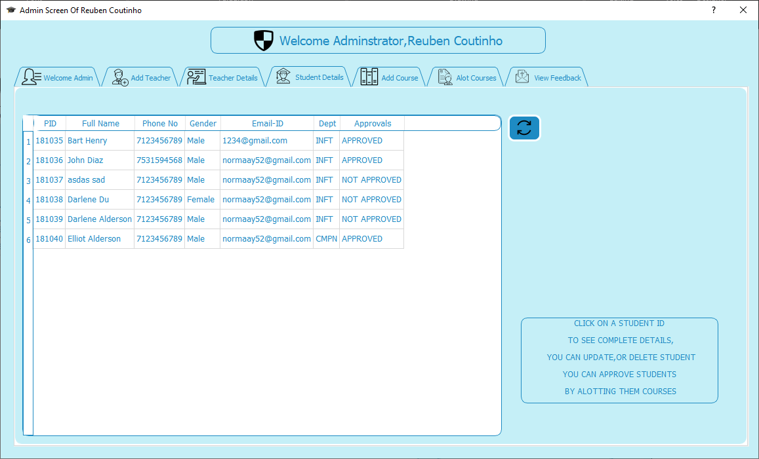 Admin Screen Of Reuben Coutinho
?
Welcome Adminstrator,Reuben Coutinho
Welcome Admin Add Teacher Teacher Details Student Details Add Course Alot Courses View Feedback
PID Full Name Phone No Gender Email-ID Dept Approvals
1 181035 Bart Henry 7123456789 Male 1234@gmail.com INFT APPROVED
2 181036 John Diaz 7531594568 Male normaay52@gmail.com INFT APPROVED
3 181037 asdas sad 7123456789 Male normaay52@gmail.com INFT NOT APPROVED
4 181038 Darlene Du 7123456789 Female normaay52@gmail.com INFT NOT APPROVED
5 181039 Darlene Alderson 7123456789 Male normaay52@gmail.com INFT NOT APPROVED
6 181040 Elliot Alderson 7123456789 Male normaay52@gmail.com CMPN APPROVED
CLICK ON A STUDENT ID
TO SEE COMPLETE DETAILS,
YOU CAN UPDATE,OR DELETE STUDENT
YOU CAN APPROVE STUDENTS
BY ALOTTING THEM COURSES